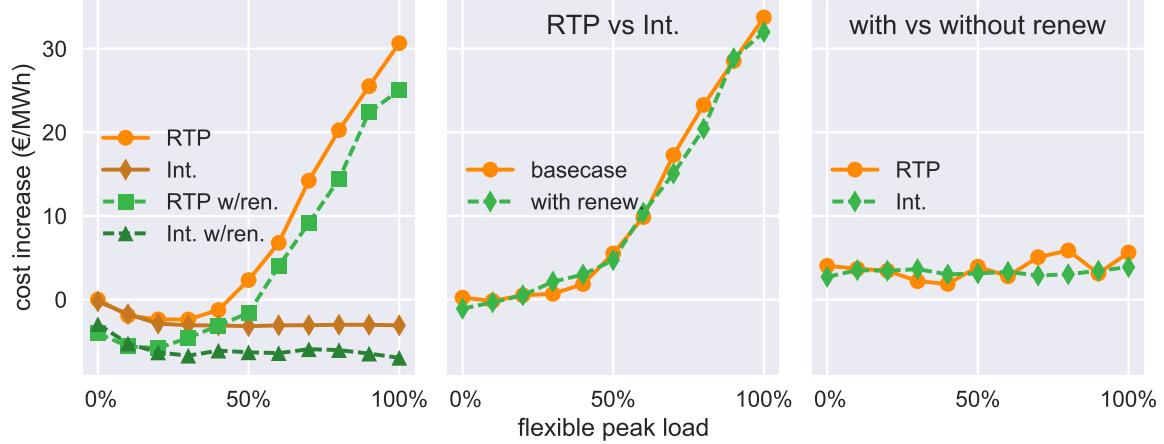 RTP vs Int.
with vs without renew
cost increase (€/MWh)
30
20
10
0
RTP
Int.
RTP w/ren.
Int. w/ren.
basecase
with renew.
RTP
Int.
0%
50%
100%
0%
50%
100%
0%
50%
100%
flexible peak load